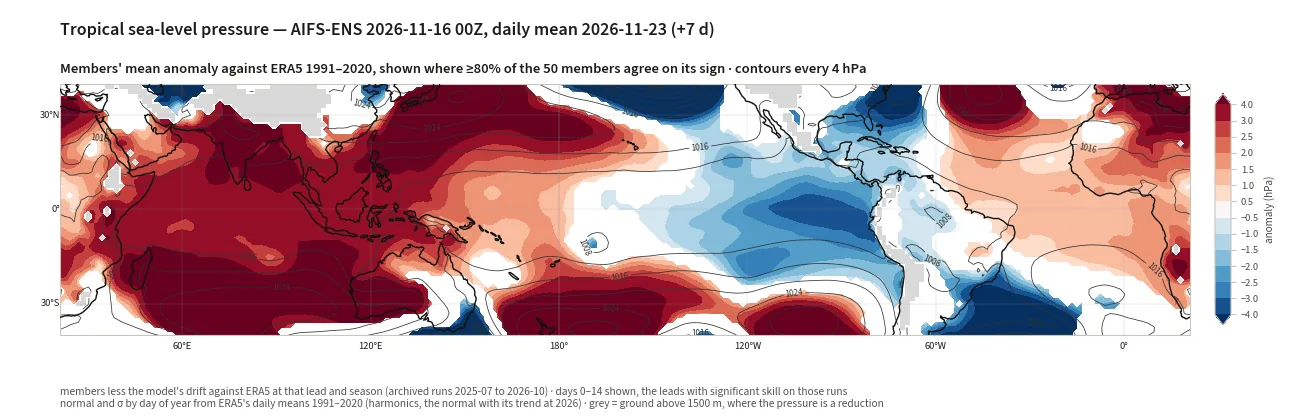 Tropical sea-level pressure — AIFS-ENS 2026-11-16 00Z, daily mean 2026-11-23 (+7 d)
Members' mean anomaly against ERA5 1991–2020, shown where ≥80% of the 50 members agree on its sign · contours every 4 hPa
30°N
0°
30°S
60°E
120°E
180°
120°W
60°W
0°
1024
1016
1016
1016
1016
1008
1008
1008
1016
1024
1016
1016
4.0
3.0
2.5
2.0
1.5
1.0
0.5
−0.5
−1.0
−1.5
−2.0
−2.5
−3.0
−4.0
anomaly (hPa)
members less the model's drift against ERA5 at that lead and season (archived runs 2025-07 to 2026-10) · days 0–14 shown, the leads with significant skill on those runs
normal and σ by day of year from ERA5's daily means 1991–2020 (harmonics, the normal with its trend at 2026) · grey = ground above 1500 m, where the pressure is a reduction